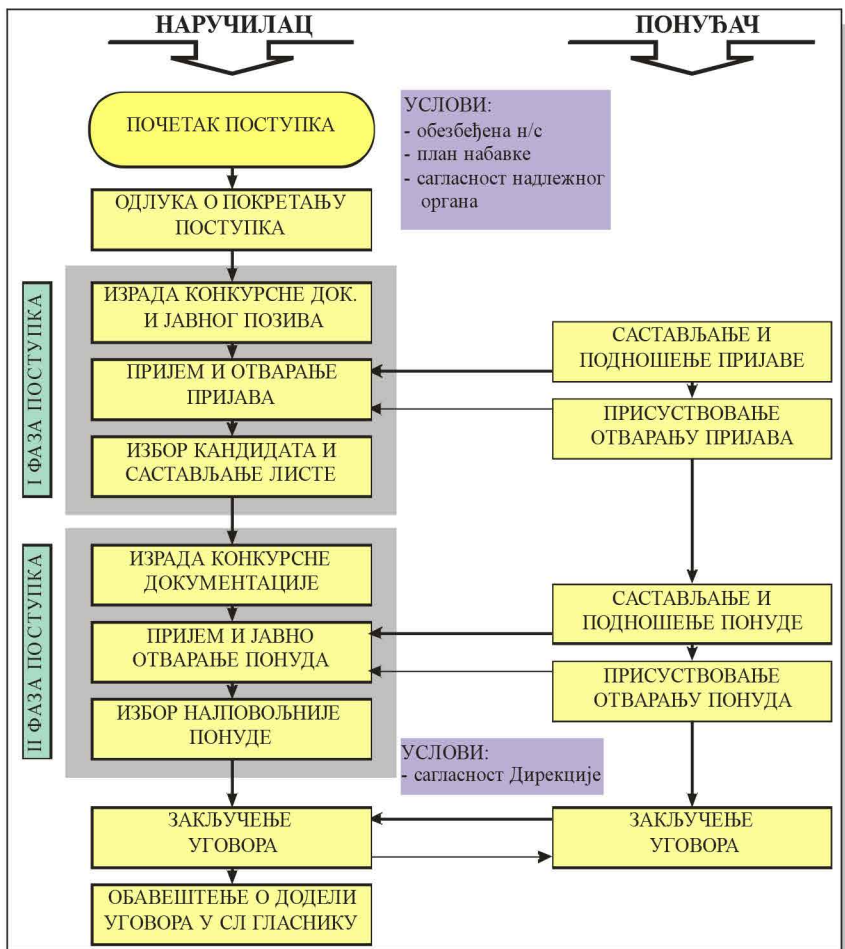 НАРУЧИЛАЦ
ПОНУЂАЧ
ПОЧЕТАК ПОСТУПКА
УСЛОВИ:
- обезбеђена н/с
- план набавке
- сагласност надлежног
органа
ОДЛУКА О ПОКРЕТАЊУ
ПОСТУПКА
I ФАЗА ПОСТУПКА
ИЗРАДА КОНКУРСНЕ ДОК.
И ЈАВНОГ ПОЗИВА
ПРИЈЕМ И ОТВАРАЊЕ
ПРИЈАВА
ИЗБОР КАНДИДАТА И
САСТАВЉАЊЕ ЛИСТЕ
САСТАВЉАЊЕ И
ПОДНОШЕЊЕ ПРИЈАВЕ
ПРИСУСТВОВАЊЕ
ОТВАРАЊУ ПРИЈАВА
II ФАЗА ПОСТУПКА
ИЗРАДА КОНКУРСНЕ
ДОКУМЕНТАЦИЈЕ
ПРИЈЕМ И ЈАВНО
ОТВАРАЊЕ ПОНУДА
ИЗБОР НАЈПОВОЉНИЈЕ
ПОНУДЕ
САСТАВЉАЊЕ И
ПОДНОШЕЊЕ ПОНУДЕ
ПРИСУСТВОВАЊЕ
ОТВАРАЊУ ПОНУДА
УСЛОВИ:
- сагласност Дирекције
ЗАКЉУЧЕЊЕ
УГОВОРА
ЗАКЉУЧЕЊЕ
УГОВОРА
ОБАВЕШТЕЊЕ О ДОДЕЛИ
УГОВОРА У СЛ ГЛАСНИКУ